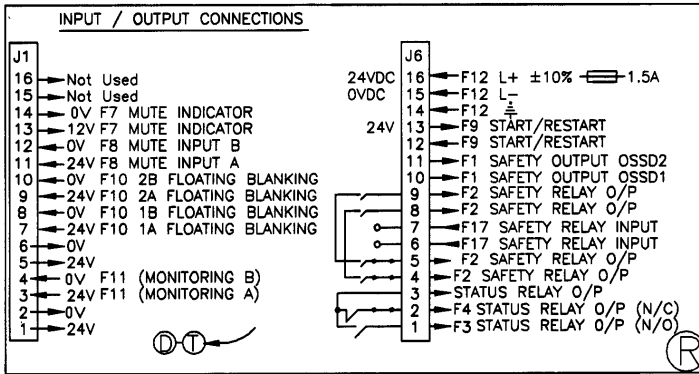 INPUT / OUTPUT CONNECTIONS
J1
16 Not Used
15 Not Used
14 0V F7 MUTE INDICATOR
13 12V F7 MUTE INDICATOR
12 0V F8 MUTE INPUT B
11 24V F8 MUTE INPUT A
10 0V F10 2B FLOATING BLANKING
9 24V F10 2A FLOATING BLANKING
8 0V F10 1B FLOATING BLANKING
7 24V F10 1A FLOATING BLANKING
6 0V
5 24V
4 0V F11 (MONITORING B)
3 24V F11 (MONITORING A)
2 0V
1 24V
D T
J6
24VDC 16 F12 L+ ±10% 1.5A
0VDC 15 F12 L-
14 F12
24V 13 F9 START/RESTART
12 F9 START/RESTART
11 F1 SAFETY OUTPUT OSSD2
10 F1 SAFETY OUTPUT OSSD1
9 F2 SAFETY RELAY O/P
8 F2 SAFETY RELAY O/P
7 F17 SAFETY RELAY INPUT
6 F17 SAFETY RELAY INPUT
5 F2 SAFETY RELAY O/P
4 F2 SAFETY RELAY O/P
3 STATUS RELAY O/P
2 F4 STATUS RELAY O/P (N/C)
1 F3 STATUS RELAY O/P (N/O)
R